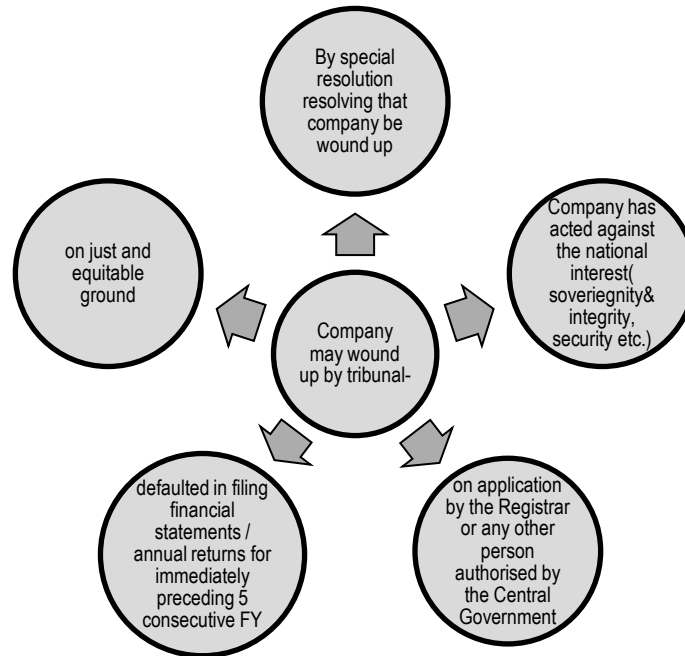 By special
resolution
resolving that
company be
wound up
on just and
equitable
ground
Company has
acted against
the national
interest(
soveriegnity&
integrity,
security etc.)
Company
may wound
up by tribunal-
defaulted in filing
financial
statements /
annual returns for
immediately
preceding 5
consecutive FY
on application
by the Registrar
or any other
person
authorised by
the Central
Government